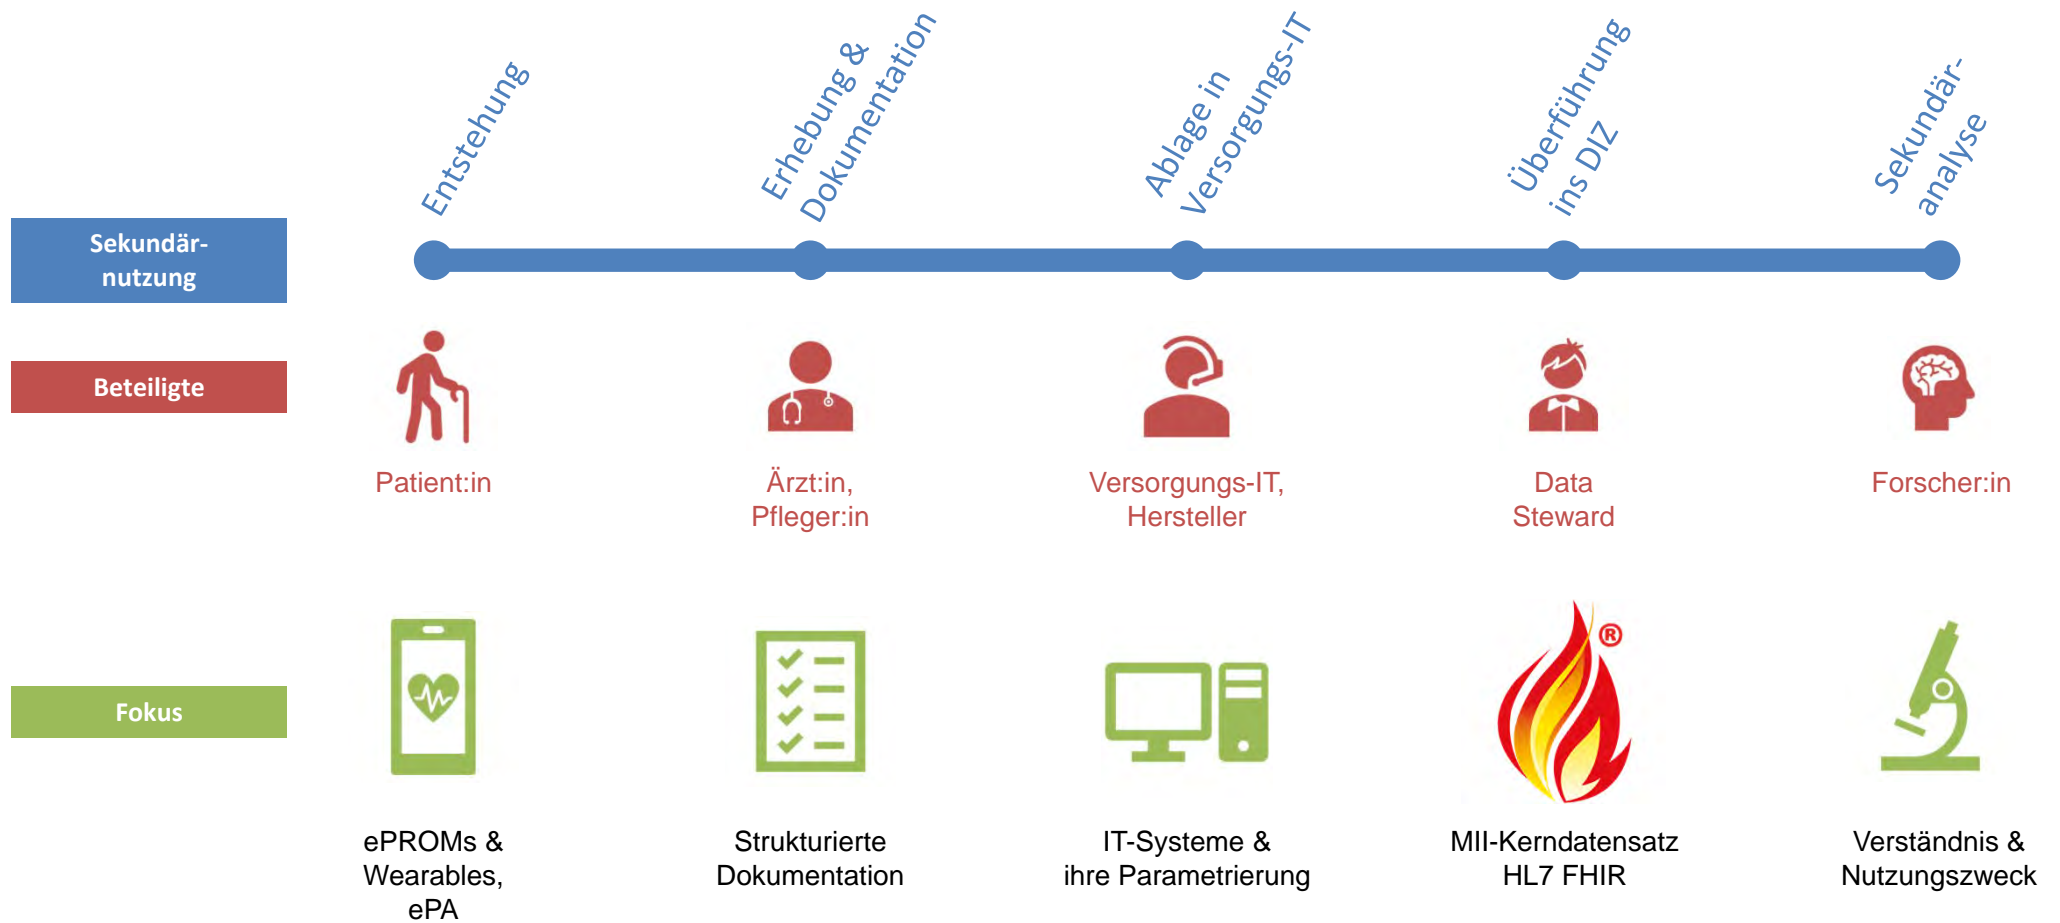 Entstehung
Erhebung &
Dokumentation
Ablage in
Versorgungs-IT
Überführung
ins DIZ
Sekundär-
analyse
Sekundär-
nutzung
Beteiligte
Patient:in
Ärzt:in,
Pfleger:in
Versorgungs-IT,
Hersteller
Data
Steward
Forscher:in
®
Fokus
ePROMs &
Wearables,
ePA
Strukturierte
Dokumentation
IT-Systeme &
ihre Parametrierung
MII-Kerndatensatz
HL7 FHIR
Verständnis &
Nutzungszweck